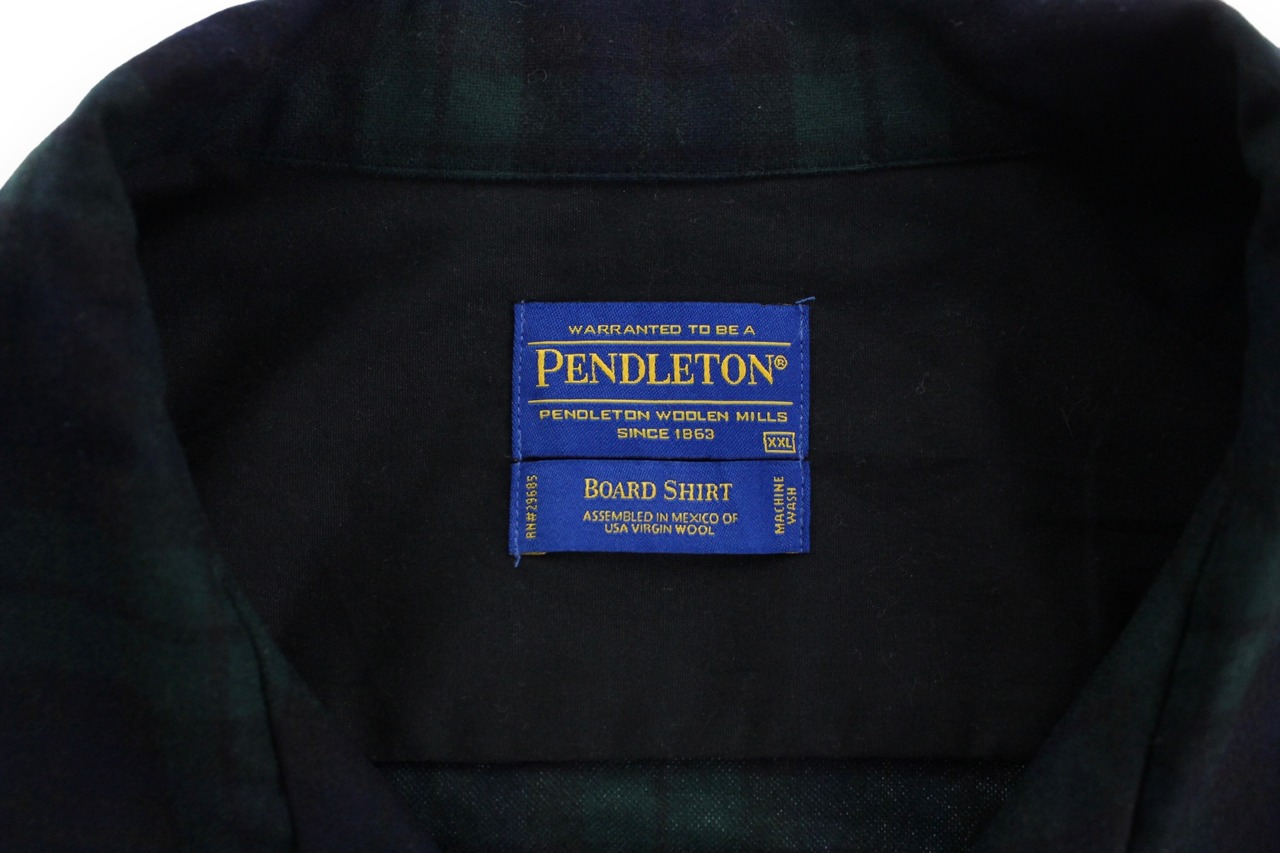 WARRANTED TO BE A
PENDLETON®
PENDLETON WOOLEN MILLS
SINCE 1863
XXL
RN#29685
BOARD SHIRT
ASSEMBLED IN MEXICO OF
USA VIRGIN WOOL
MACHINE
WASH